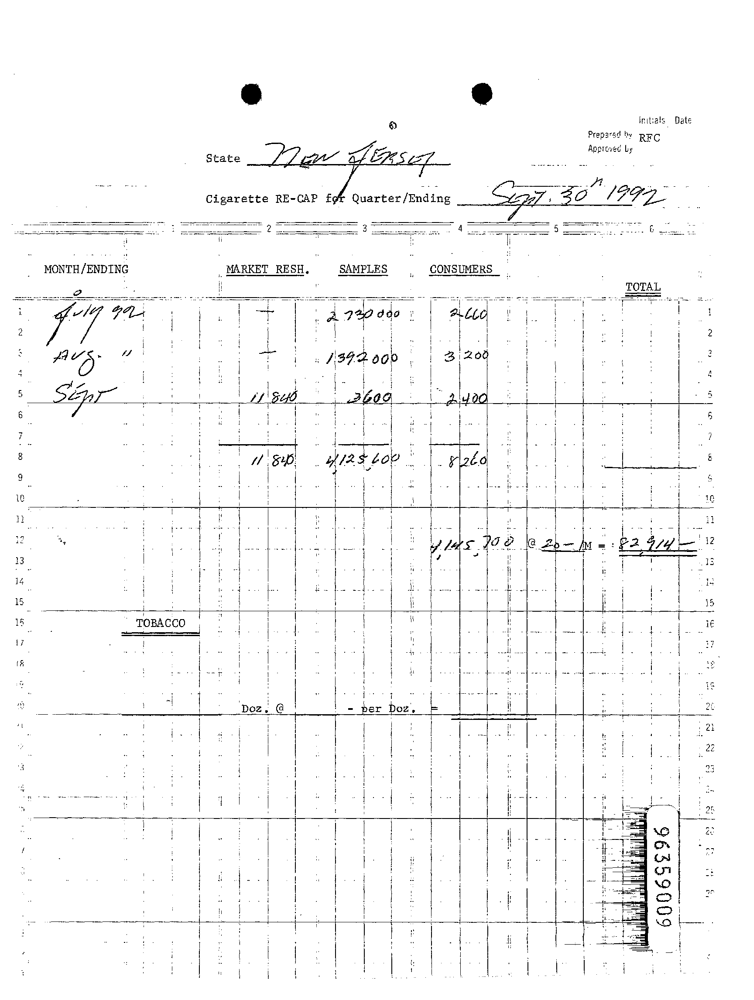 Initials Date
Prepared by RFC
Approved by
State New Jersey
Cigarette RE-CAP for Quarter/Ending Sept. 30th 1992
1 2 3 4 5 6
MONTH/ENDING MARKET RESH. SAMPLES CONSUMERS
TOTAL
1 July 92 — 2 730 000 2 660 1
2 2
3 Aug. " — 1 392 000 3 200 3
4 4
5 Sept 11 840 3600 2 400 5
6 6
7 7
8 11 840 4,125,600 8 260 8
9 9
10 10
11 11
12 4,145,700 @ 20 — /M = 82,914 — 12
13 13
14 14
15 15
16 TOBACCO 16
17 17
18 18
19 19
20 Doz. @ - per Doz. = 20
21
22
23
25
96359009